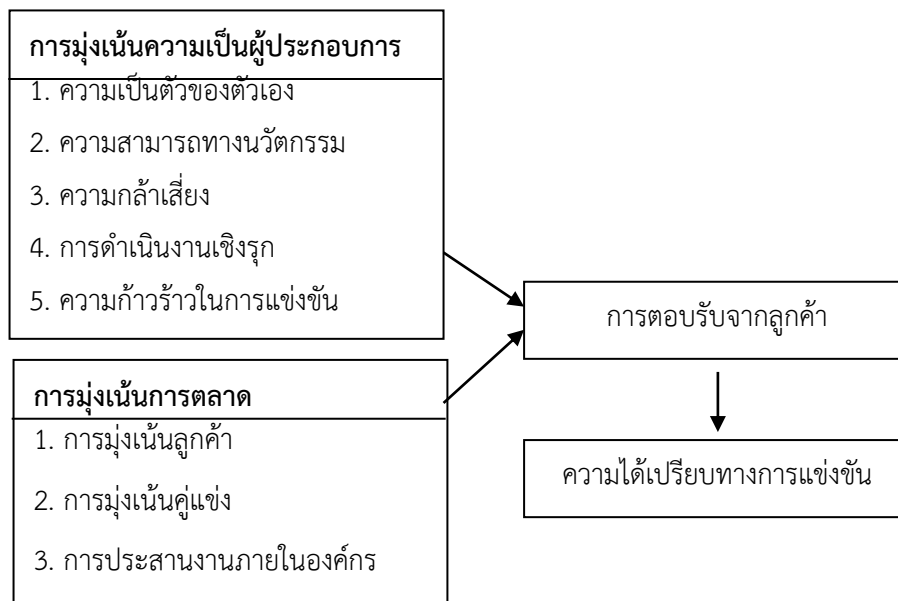 การมุ่งเน้นความเป็นผู้ประกอบการ
1. ความเป็นตัวของตัวเอง
2. ความสามารถทางนวัตกรรม
3. ความกล้าเสี่ยง
4. การดำเนินงานเชิงรุก
5. ความก้าวร้าวในการแข่งขัน
การมุ่งเน้นการตลาด
1. การมุ่งเน้นลูกค้า
2. การมุ่งเน้นคู่แข่ง
3. การประสานงานภายในองค์กร
การตอบรับจากลูกค้า
ความได้เปรียบทางการแข่งขัน